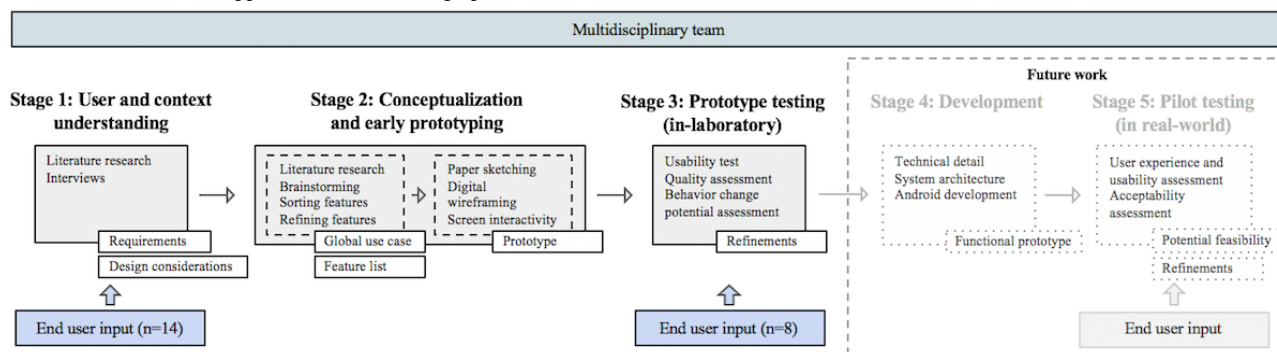 Multidisciplinary team
Future work
Stage 1: User and context
understanding
Stage 2: Conceptualization
and early prototyping
Stage 3: Prototype testing
(in-laboratory)
Stage 4: Development
Stage 5: Pilot testing
(in real-world)
Literature research
Interviews
Requirements
Design considerations
Literature research
Brainstorming
Sorting features
Refining features
Global use case
Feature list
Paper sketching
Digital
wireframing
Screen interactivity
Prototype
Usability test
Quality assessment
Behavior change
potential assessment
Refinements
Technical detail
System architecture
Android development
Functional prototype
User experience and
usability assessment
Acceptability
assessment
Potential feasibility
Refinements
End user input (n=14)
End user input (n=8)
End user input